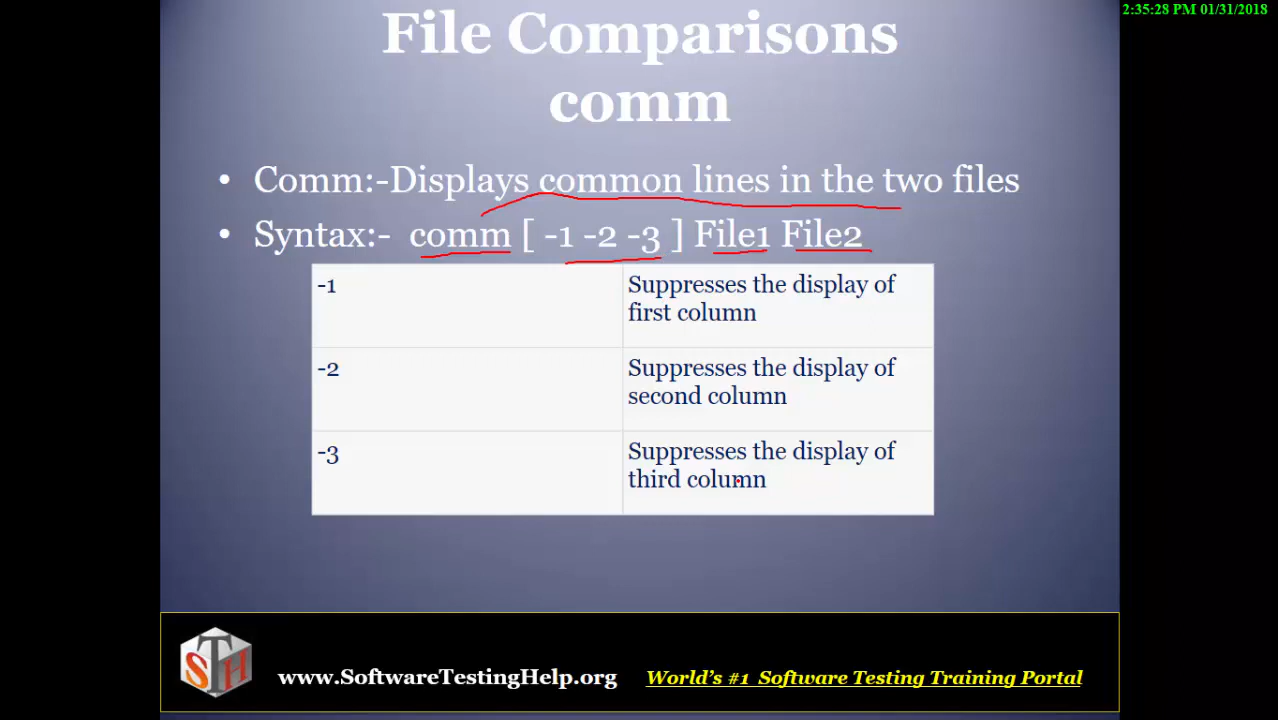 2:35:28 PM 01/31/2018
File Comparisons
comm
• Comm:-Displays common lines in the two files
• Syntax:- comm [ -1 -2 -3 ] File1 File2
-1
Suppresses the display of
first column
-2
Suppresses the display of
second column
-3
Suppresses the display of
third column
STH
www.SoftwareTestingHelp.org
World's #1 Software Testing Training Portal